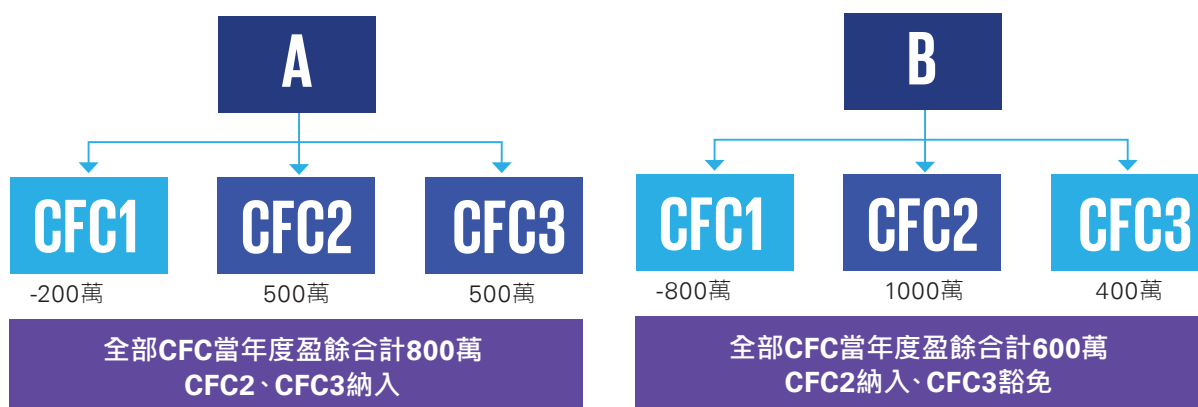 A
CFC1
CFC2
CFC3
-200萬
500萬
500萬
全部CFC當年度盈餘合計800萬
CFC2、CFC3納入
B
CFC1
CFC2
CFC3
-800萬
1000萬
400萬
全部CFC當年度盈餘合計600萬
CFC2納入、CFC3豁免